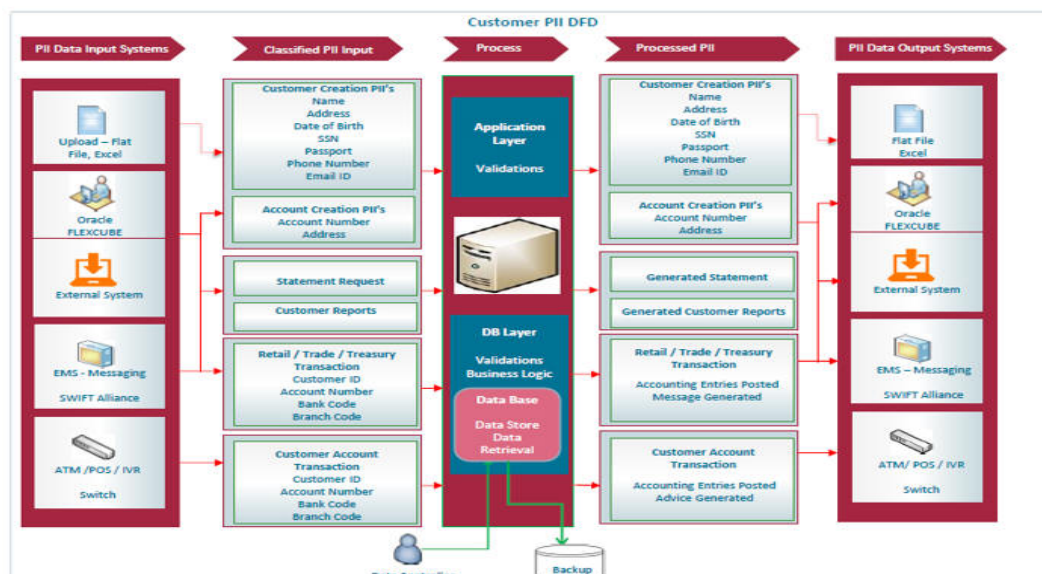 Customer PII DFD
PII Data Input Systems
Classified PII Input
Process
Processed PII
PII Data Output Systems
Upload – Flat
File, Excel
Oracle
FLEXCUBE
External System
EMS - Messaging
SWIFT Alliance
ATM /POS / IVR
Switch
Customer Creation PII's
Name
Address
Date of Birth
SSN
Passport
Phone Number
Email ID
Account Creation PII's
Account Number
Address
Statement Request
Customer Reports
Retail / Trade / Treasury
Transaction
Customer ID
Account Number
Bank Code
Branch Code
Customer Account
Transaction
Customer ID
Account Number
Bank Code
Branch Code
Application
Layer
Validations
DB Layer
Validations
Business Logic
Data Base
Data Store
Data
Retrieval
Backup
Customer Creation PII's
Name
Address
Date of Birth
SSN
Passport
Phone Number
Email ID
Account Creation PII's
Account Number
Address
Generated Statement
Generated Customer Reports
Retail / Trade / Treasury
Transaction
Accounting Entries Posted
Message Generated
Customer Account
Transaction
Accounting Entries Posted
Advice Generated
Flat File
Excel
Oracle
FLEXCUBE
External System
EMS – Messaging
SWIFT Alliance
ATM/ POS / IVR
Switch